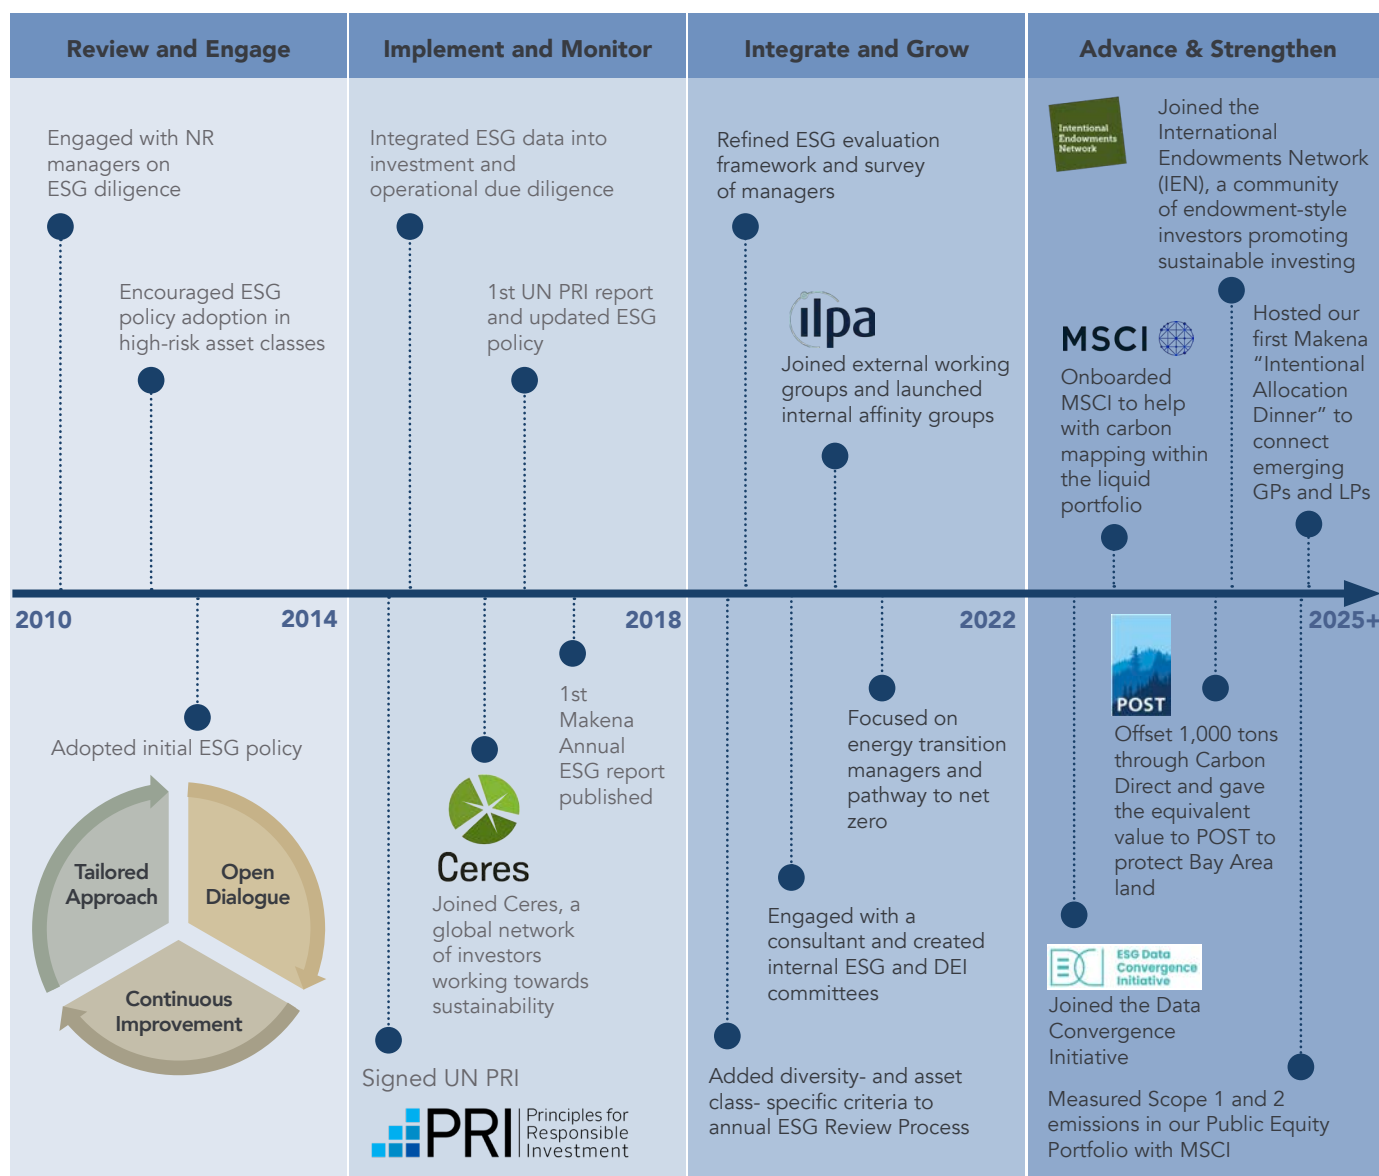 Review and Engage
Engaged with NR
managers on
ESG diligence
Encouraged ESG
policy adoption in
high-risk asset classes
2010
2014
Adopted initial ESG policy
Tailored
Approach
Open
Dialogue
Continuous
Improvement
Implement and Monitor
Integrated ESG data into
investment and
operational due diligence
1st UN PRI report
and updated ESG
policy
2018
1st
Makena
Annual
ESG report
published
Ceres
Joined Ceres, a
global network
of investors
working towards
sustainability
Signed UN PRI
PRI
Principles for
Responsible
Investment
Integrate and Grow
Refined ESG evaluation
framework and survey
of managers
ilpa
Joined external working
groups and launched
internal affinity groups
2022
Focused on
energy transition
managers and
pathway to net
zero
Engaged with a
consultant and created
internal ESG and DEI
committees
Added diversity- and asset
class- specific criteria to
annual ESG Review Process
Advance & Strengthen
Intentional
Endowments
Network
Joined the
International
Endowments Network
(IEN), a community
of endowment-style
investors promoting
sustainable investing
MSCI
Onboarded
MSCI to help
with carbon
mapping within
the liquid
portfolio
Hosted our
first Makena
“Intentional
Allocation
Dinner” to
connect
emerging
GPs and LPs
2025+
POST
Offset 1,000 tons
through Carbon
Direct and gave
the equivalent
value to POST to
protect Bay Area
land
ESG Data
Convergence
Initiative
Joined the Data
Convergence
Initiative
Measured Scope 1 and 2
emissions in our Public Equity
Portfolio with MSCI